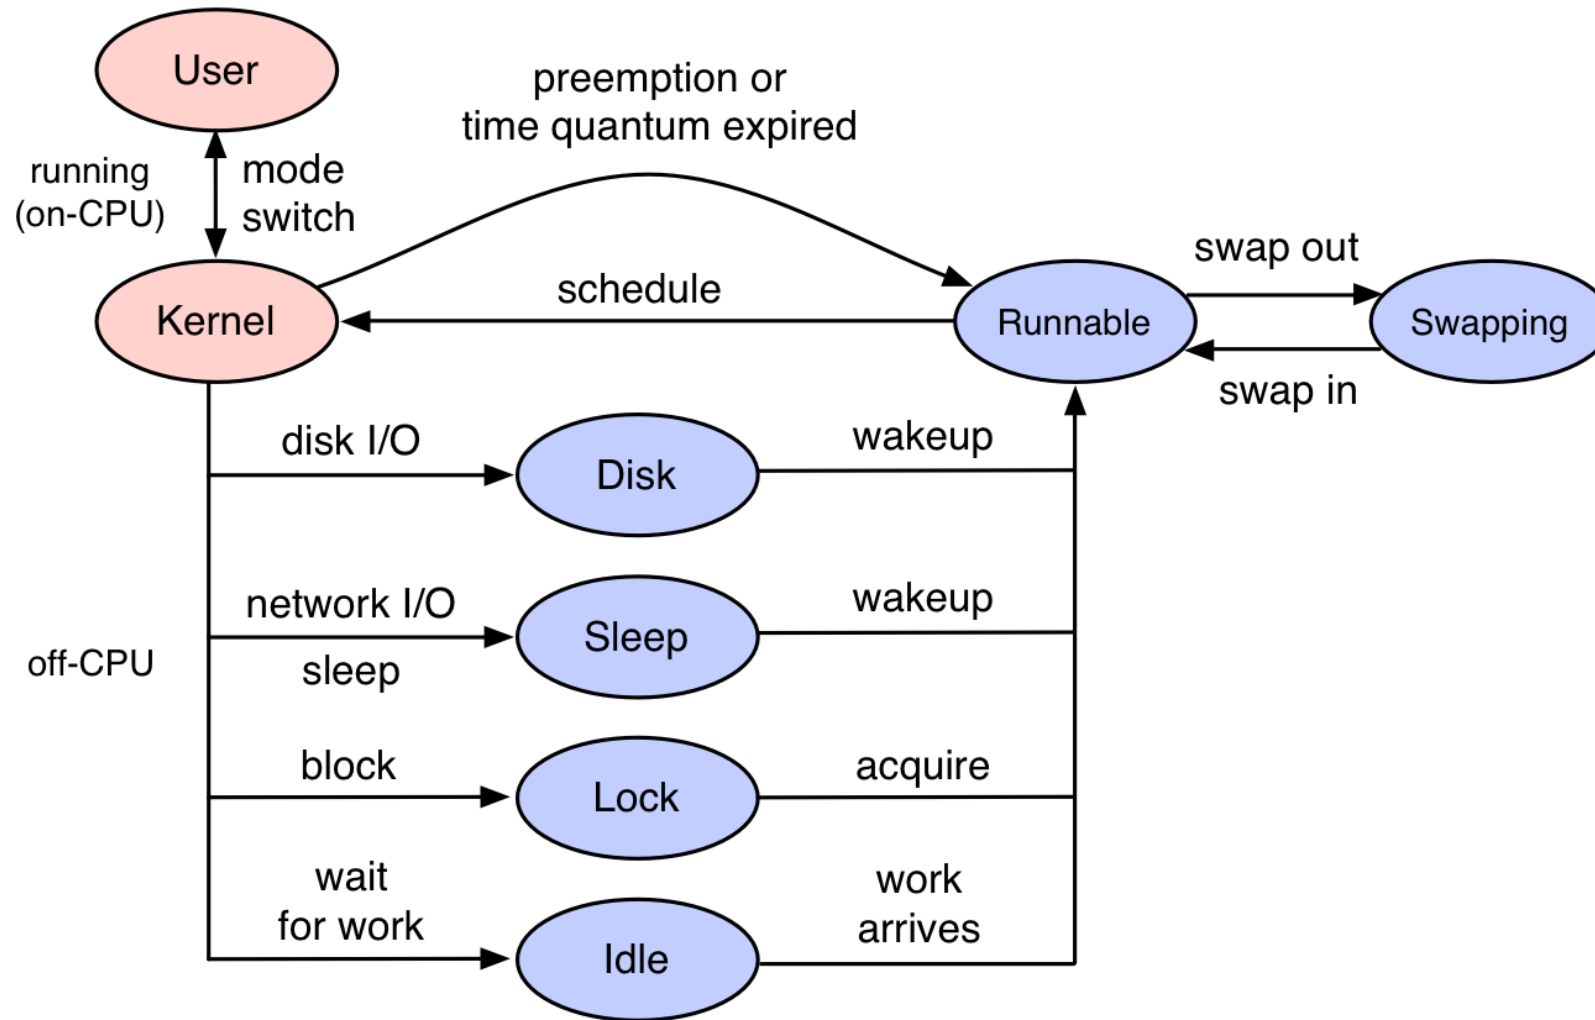 User
preemption or
time quantum expired
running
(on-CPU)
mode
switch
Kernel
schedule
Runnable
swap out
Swapping
swap in
disk I/O
Disk
wakeup
network I/O
sleep
Sleep
wakeup
off-CPU
block
Lock
acquire
wait
for work
Idle
work
arrives